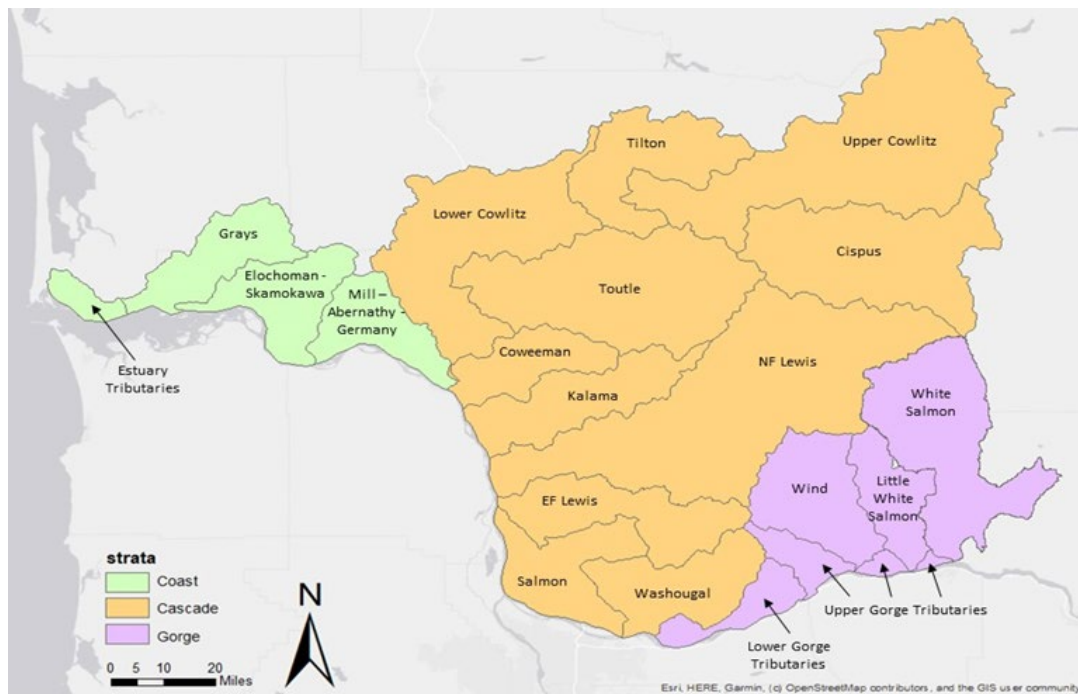 Tilton
Upper Cowlitz
Lower Cowlitz
Grays
Cispus
Elochoman -
Skamokawa
Toutle
Mill –
Abernathy -
Germany
Coweeman
NF Lewis
Estuary
Tributaries
Kalama
White
Salmon
Wind
Little
White
Salmon
EF Lewis
Salmon
Washougal
Upper Gorge Tributaries
Lower Gorge
Tributaries
strata
Coast
Cascade
Gorge
N
0 5 10 20
Miles
Esri, HERE, Garmin, (c) OpenStreetMap contributors, and the GIS user community